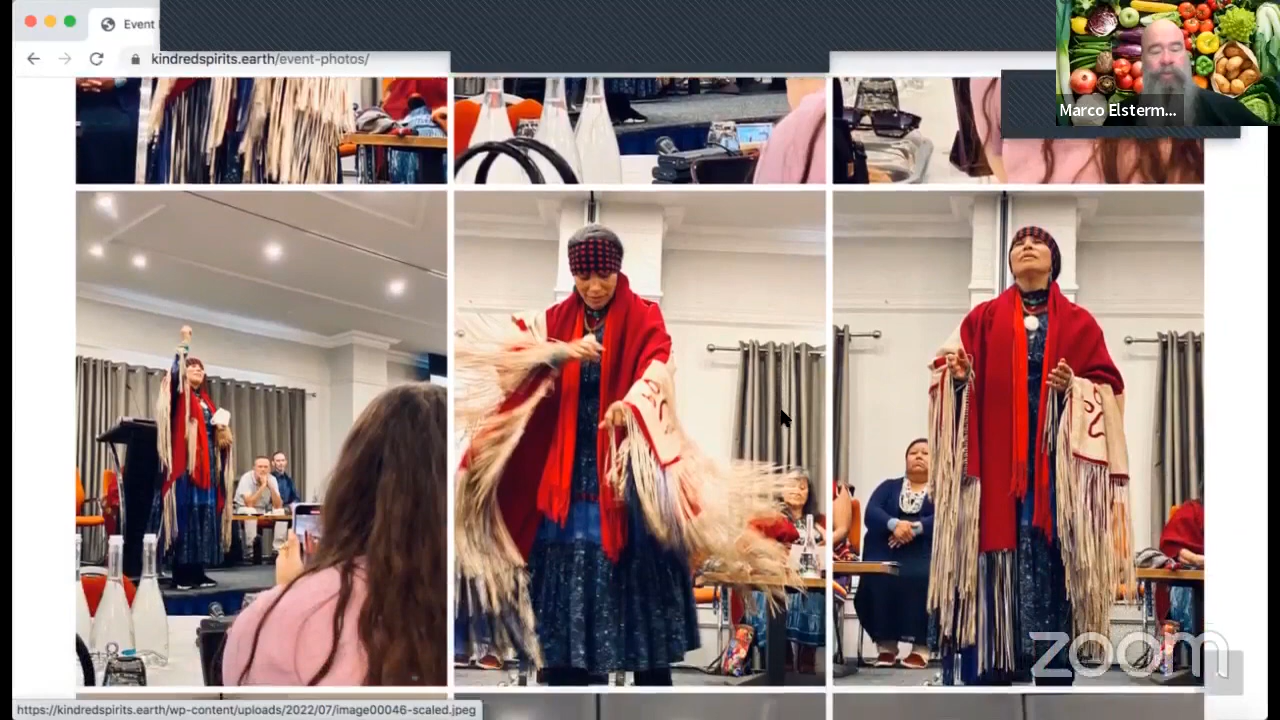 Event
kindredspirits.earth/event-photos/
Marco Elsterm...
zoom
https://kindredspirits.earth/wp-content/uploads/2022/07/image00046-scaled.jpeg